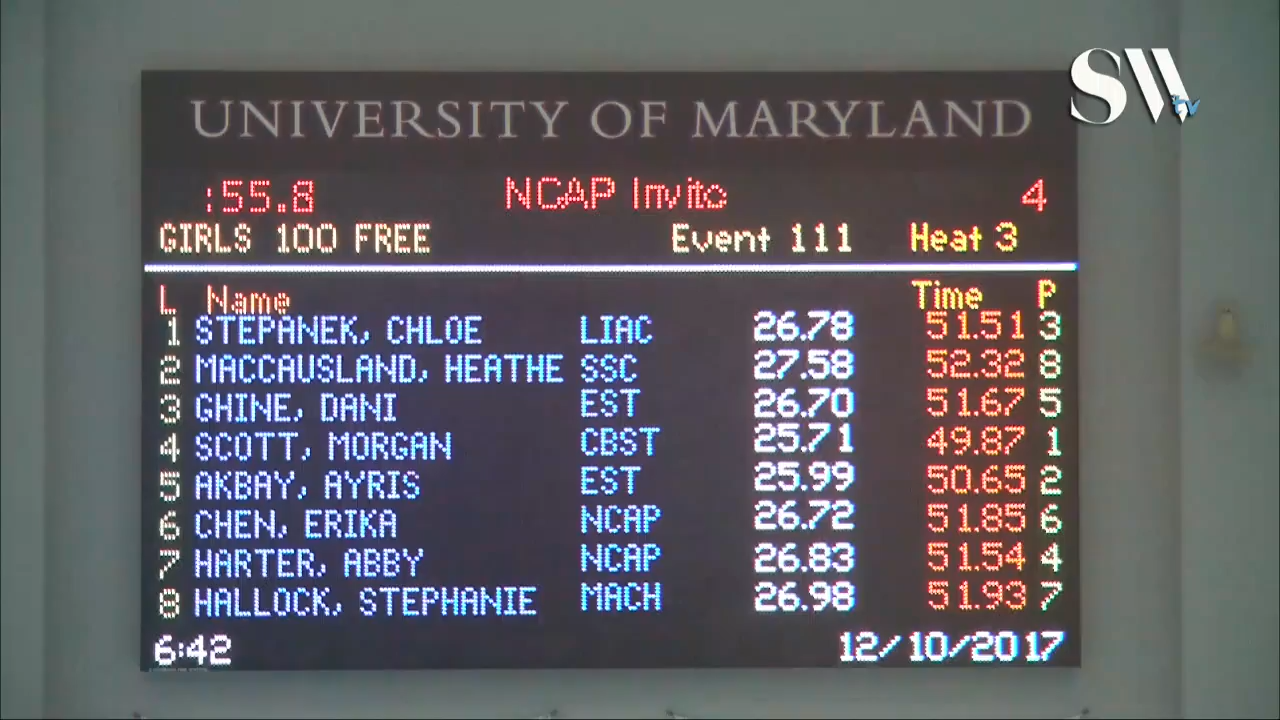 SW tv
UNIVERSITY OF MARYLAND
:55.8 NCAP Invite 4
GIRLS 100 FREE Event 111 Heat 3
L Name Time P
1 STEPANEK, CHLOE LIAC 26.78 51.51 3
2 MACCAUSLAND, HEATHE SSC 27.58 52.32 8
3 GHINE, DANI EST 26.70 51.67 5
4 SCOTT, MORGAN CBST 25.71 49.87 1
5 AKBAY, AYRIS EST 25.99 50.65 2
6 CHEN, ERIKA NCAP 26.72 51.85 6
7 HARTER, ABBY NCAP 26.83 51.54 4
8 HALLOCK, STEPHANIE MACH 26.98 51.93 7
6:42 12/10/2017